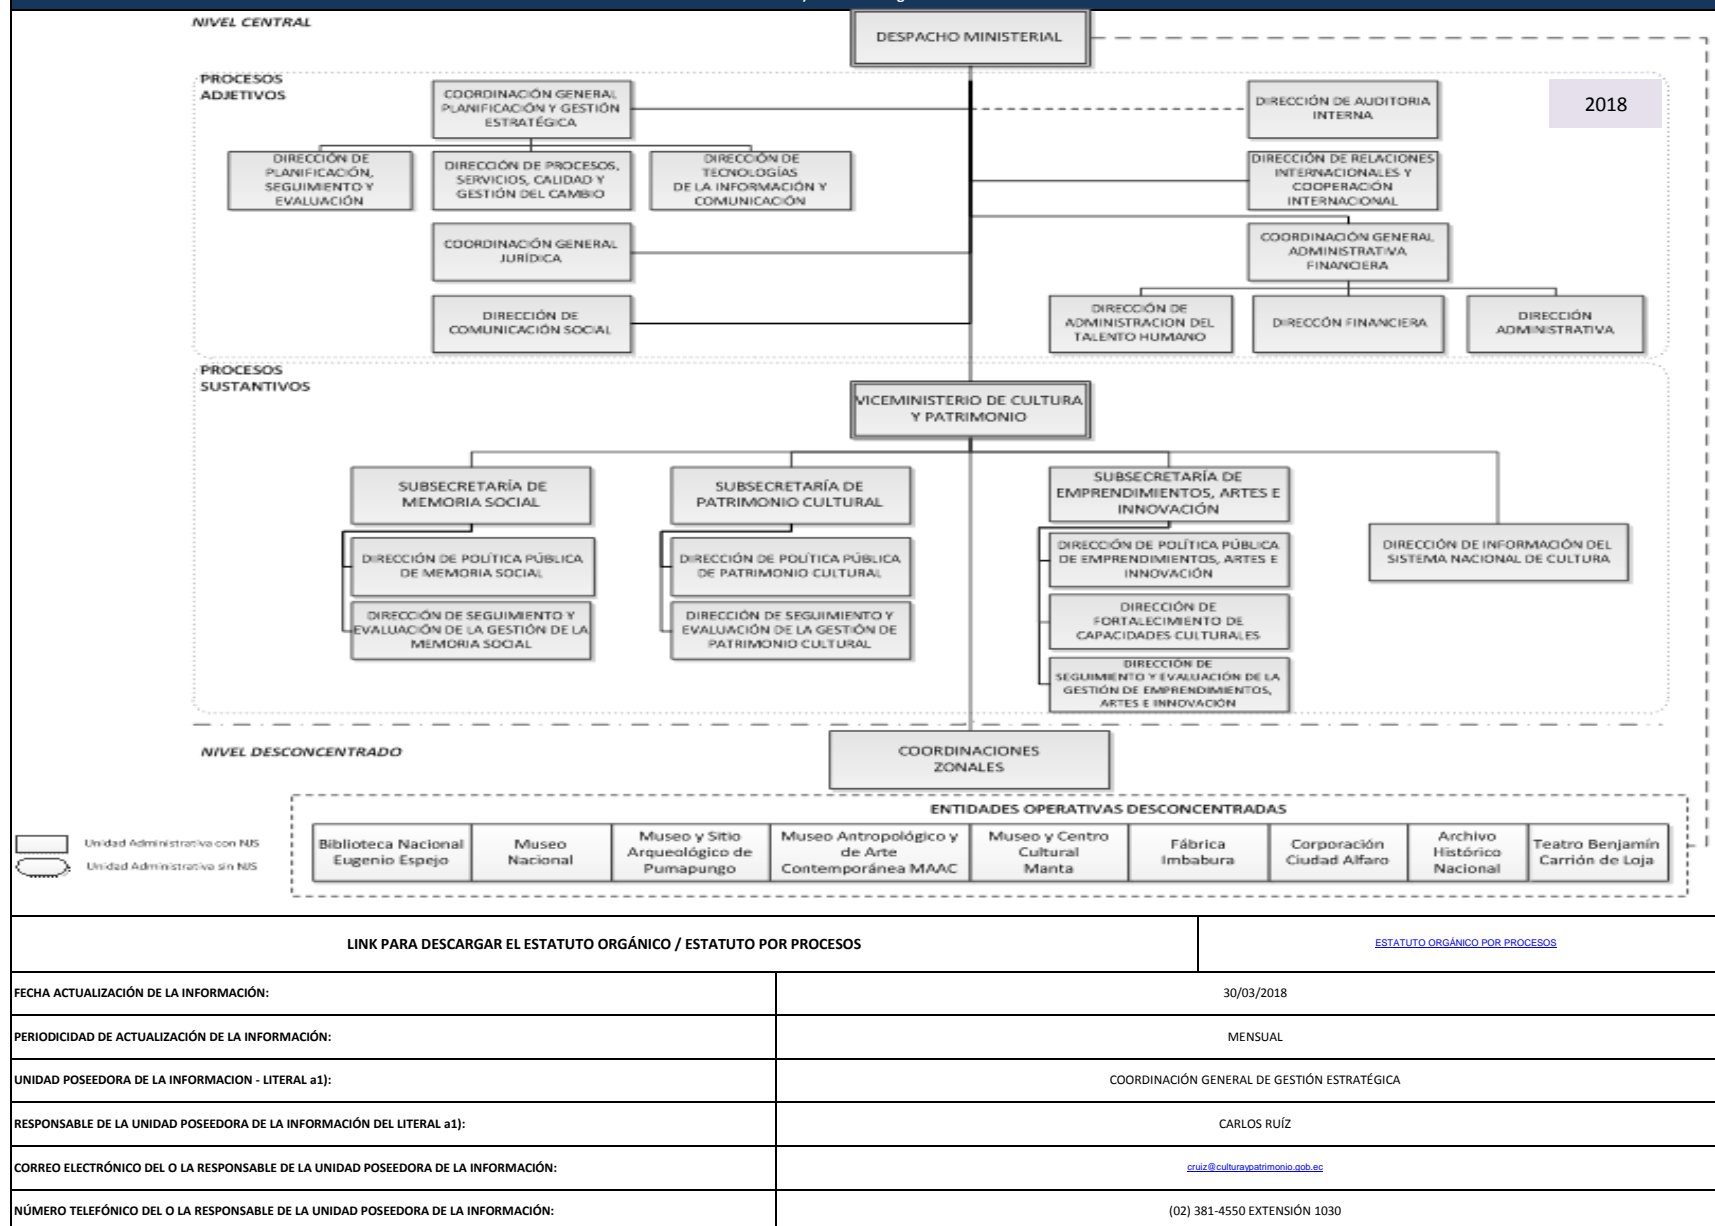 NIVEL CENTRAL
DESPACHO MINISTERIAL
PROCESOS
ADJETIVOS
COORDINACIÓN GENERAL
PLANIFICACIÓN Y GESTIÓN
ESTRATÉGICA
DIRECCIÓN DE AUDITORIA
INTERNA
2018
DIRECCIÓN DE
PLANIFICACIÓN,
SEGUIMIENTO Y
EVALUACIÓN
DIRECCIÓN DE PROCESOS,
SERVICIOS, CALIDAD Y
GESTIÓN DEL CAMBIO
DIRECCIÓN DE
TECNOLOGÍAS
DE LA INFORMACIÓN Y
COMUNICACIÓN
DIRECCIÓN DE RELACIONES
INTERNACIONALES Y
COOPERACIÓN
INTERNACIONAL
COORDINACIÓN GENERAL
JURÍDICA
COORDINACIÓN GENERAL
ADMINISTRATIVA
FINANCIERA
DIRECCIÓN DE
COMUNICACIÓN SOCIAL
DIRECCIÓN DE
ADMINISTRACION DEL
TALENTO HUMANO
DIRECCÓN FINANCIERA
DIRECCIÓN
ADMINISTRATIVA
PROCESOS
SUSTANTIVOS
VICEMINISTERIO DE CULTURA
Y PATRIMONIO
SUBSECRETARÍA DE
MEMORIA SOCIAL
SUBSECRETARÍA DE
PATRIMONIO CULTURAL
SUBSECRETARÍA DE
EMPRENDIMIENTOS, ARTES E
INNOVACIÓN
DIRECCIÓN DE POLÍTICA PÚBLICA
DE MEMORIA SOCIAL
DIRECCIÓN DE POLÍTICA PÚBLICA
DE PATRIMONIO CULTURAL
DIRECCIÓN DE POLÍTICA PÚBLICA
DE EMPRENDIMIENTOS, ARTES E
INNOVACIÓN
DIRECCIÓN DE INFORMACIÓN DEL
SISTEMA NACIONAL DE CULTURA
DIRECCIÓN DE SEGUIMIENTO Y
EVALUACIÓN DE LA GESTIÓN DE LA
MEMORIA SOCIAL
DIRECCIÓN DE SEGUIMIENTO Y
EVALUACIÓN DE LA GESTIÓN DE
PATRIMONIO CULTURAL
DIRECCIÓN DE
FORTALECIMIENTO DE
CAPACIDADES CULTURALES
DIRECCIÓN DE
SEGUIMIENTO Y EVALUACIÓN DE LA
GESTIÓN DE EMPRENDIMIENTOS,
ARTES E INNOVACIÓN
NIVEL DESCONCENTRADO
COORDINACIONES
ZONALES
ENTIDADES OPERATIVAS DESCONCENTRADAS
Unidad Administrativa con NJS
Unidad Administrativa sin NJS
Biblioteca Nacional
Eugenio Espejo
Museo
Nacional
Museo y Sitio
Arqueológico de
Pumapungo
Museo Antropológico y
de Arte
Contemporánea MAAC
Museo y Centro
Cultural
Manta
Fábrica
Imbabura
Corporación
Ciudad Alfaro
Archivo
Histórico
Nacional
Teatro Benjamín
Carrión de Loja
LINK PARA DESCARGAR EL ESTATUTO ORGÁNICO / ESTATUTO POR PROCESOS
ESTATUTO ORGÁNICO POR PROCESOS
FECHA ACTUALIZACIÓN DE LA INFORMACIÓN:
30/03/2018
PERIODICIDAD DE ACTUALIZACIÓN DE LA INFORMACIÓN:
MENSUAL
UNIDAD POSEEDORA DE LA INFORMACION - LITERAL a1):
COORDINACIÓN GENERAL DE GESTIÓN ESTRATÉGICA
RESPONSABLE DE LA UNIDAD POSEEDORA DE LA INFORMACIÓN DEL LITERAL a1):
CARLOS RUÍZ
CORREO ELECTRÓNICO DEL O LA RESPONSABLE DE LA UNIDAD POSEEDORA DE LA INFORMACIÓN:
cruiz@culturaypatrimonio.gob.ec
NÚMERO TELEFÓNICO DEL O LA RESPONSABLE DE LA UNIDAD POSEEDORA DE LA INFORMACIÓN:
(02) 381-4550 EXTENSIÓN 1030